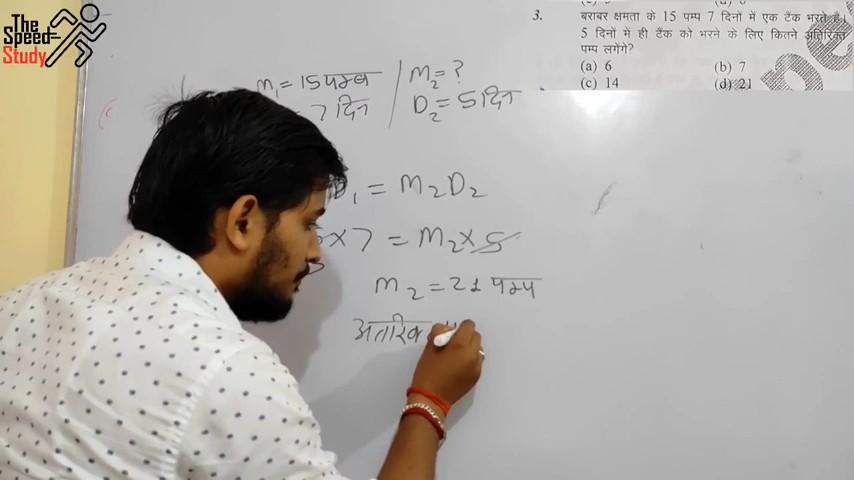 The
Speed
Study
3. बराबर क्षमता के 15 पम्प 7 दिनों में एक टैंक भरते हैं।
5 दिनों में ही टैंक को भरने के लिए कितने अतिरिक्त
पम्प लगेंगे?
(a) 6 (b) 7
(c) 14 (d) 21
m₁ = 15 पम्ब
7 दिन
M₂ = ?
D₂ = 5 दिन
D₁ = M₂D₂
× 7 = M₂ × 5
m₂ = 21 पम्प